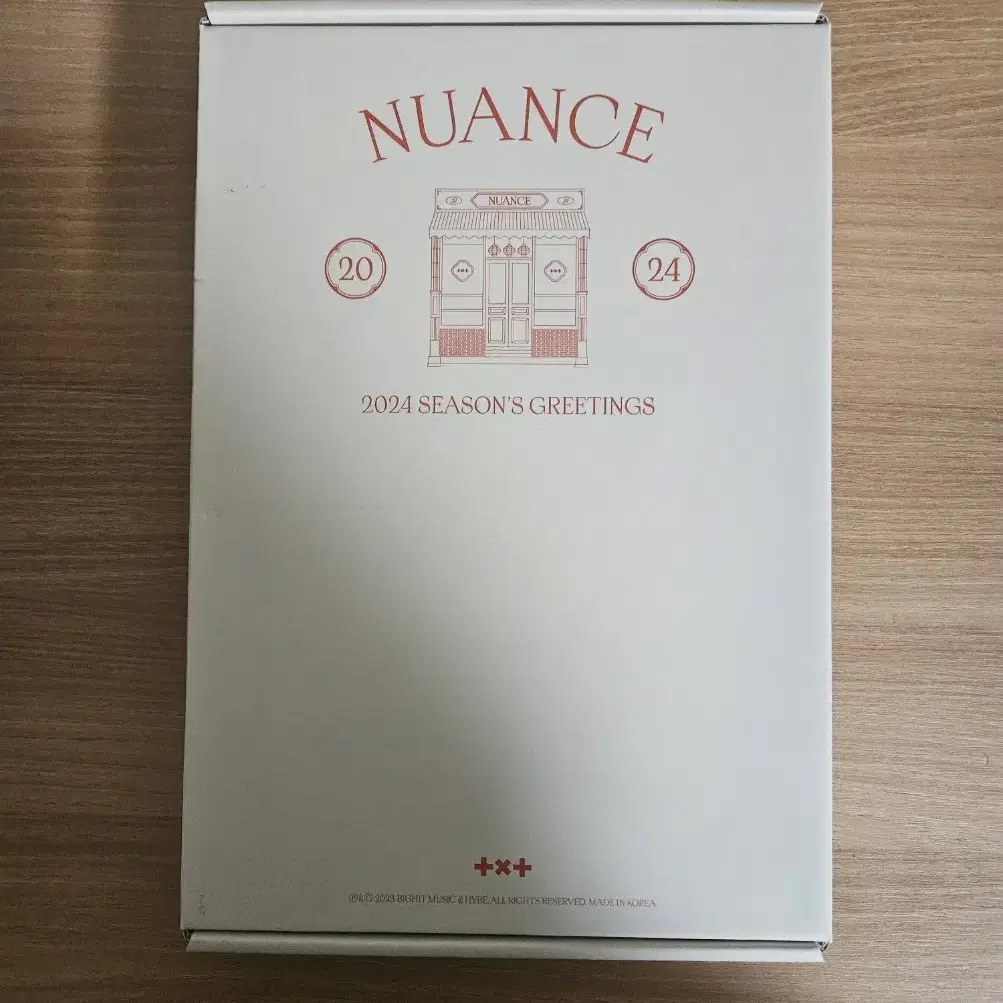 NUANCE
NUANCE
20
24
2024 SEASON'S GREETINGS
+×+
Ⓟ&© 2023 BIGHIT MUSIC & HYBE. ALL RIGHTS RESERVED. MADE IN KOREA